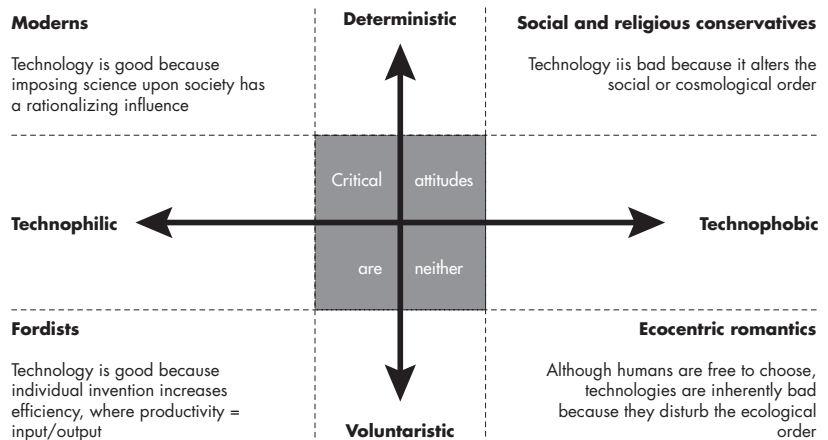 Moderns
Technology is good because
imposing science upon society has
a rationalizing influence
Deterministic
Social and religious conservatives
Technology iis bad because it alters the
social or cosmological order
Critical attitudes
Technophilic
Technophobic
are neither
Fordists
Technology is good because
individual invention increases
efficiency, where productivity =
input/output
Voluntaristic
Ecocentric romantics
Although humans are free to choose,
technologies are inherently bad
because they disturb the ecological
order